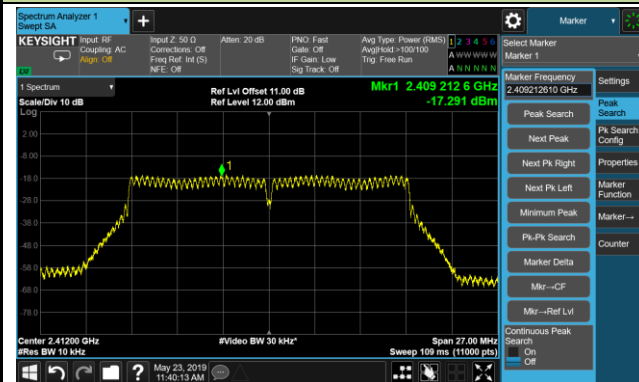 Spectrum Analyzer 1
Swept SA
KEYSIGHT
Input: RF
Coupling: AC
Align: Off
Input Z: 50 Ω
Corrections: Off
Freq Ref: Int (S)
NFE: Off
Atten: 20 dB
PNO: Fast
Gate: Off
IF Gain: Low
Sig Track: Off
Avg Type: Power (RMS)
Avg|Hold:>100/100
Trig: Free Run
1 2 3 4 5 6
A W W W W W
A N N N N N
1 Spectrum
Scale/Div 10 dB
Log
Ref Lvl Offset 11.00 dB
Ref Level 12.00 dBm
Mkr1 2.409 212 6 GHz
-17.291 dBm
2.00
-8.00
-18.0
-28.0
-38.0
-48.0
-58.0
-68.0
-78.0
1
Center 2.41200 GHz
#Res BW 10 kHz
#Video BW 30 kHz*
Span 27.00 MHz
Sweep 109 ms (11000 pts)
May 23, 2019
11:40:13 AM
Marker
Select Marker
Marker 1
Marker Frequency
2.409212610 GHz
Peak Search
Next Peak
Next Pk Right
Next Pk Left
Minimum Peak
Pk-Pk Search
Marker Delta
Mkr→CF
Mkr→Ref Lvl
Continuous Peak
Search
On
Off
Settings
Peak
Search
Pk Search
Config
Properties
Marker
Function
Marker→
Counter